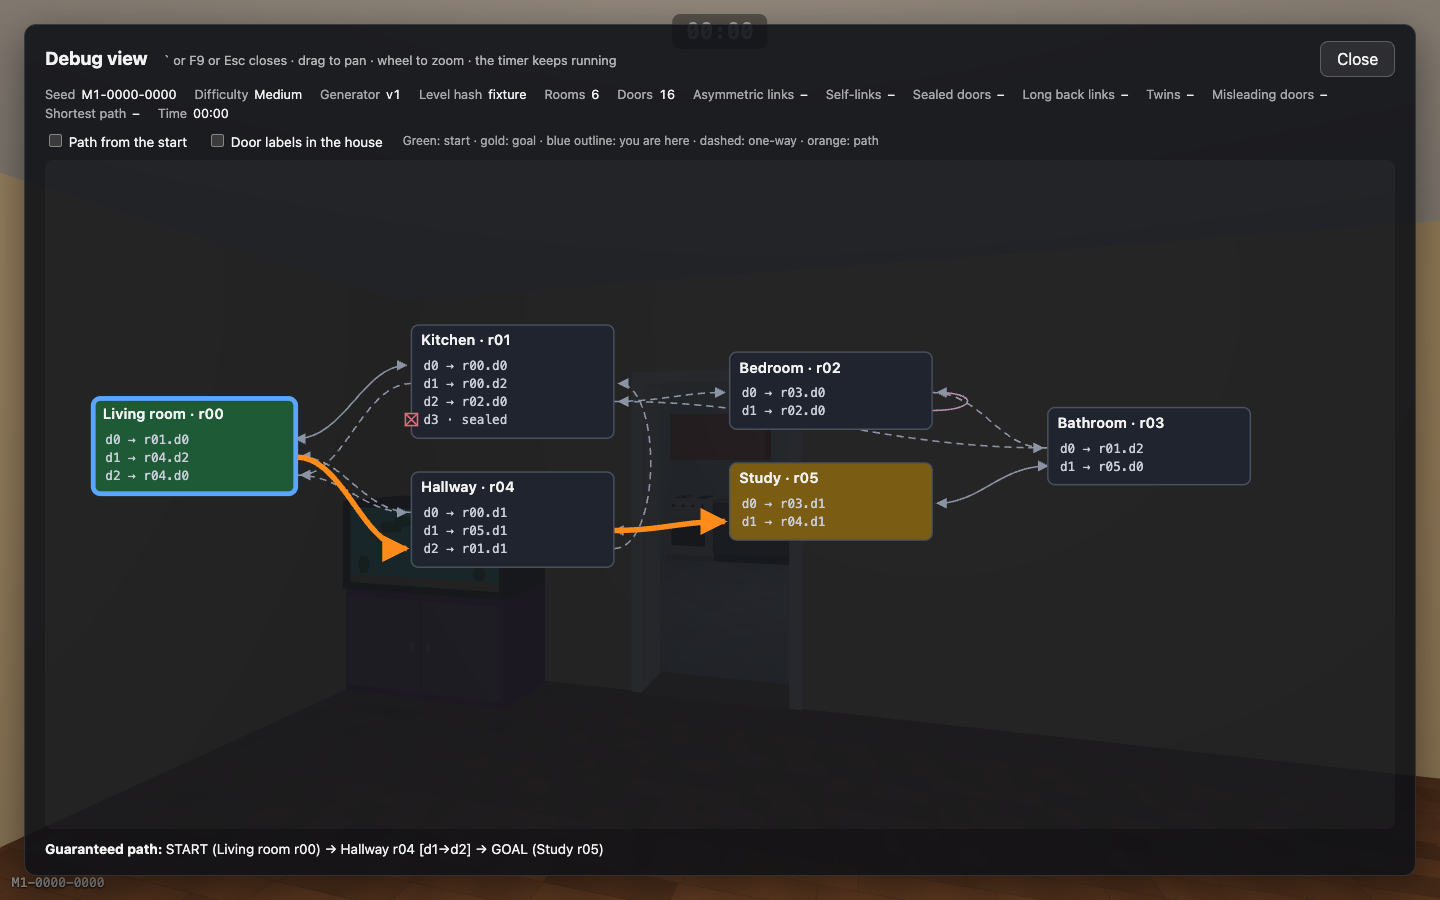 00:00
Debug view ` or F9 or Esc closes · drag to pan · wheel to zoom · the timer keeps running Close
Seed M1-0000-0000 Difficulty Medium Generator v1 Level hash fixture Rooms 6 Doors 16 Asymmetric links – Self-links – Sealed doors – Long back links – Twins – Misleading doors –
Shortest path – Time 00:00
Path from the start Door labels in the house Green: start · gold: goal · blue outline: you are here · dashed: one-way · orange: path
Living room · r00
d0 → r01.d0
d1 → r04.d2
d2 → r04.d0
Kitchen · r01
d0 → r00.d0
d1 → r00.d2
d2 → r02.d0
d3 · sealed
Hallway · r04
d0 → r00.d1
d1 → r05.d1
d2 → r01.d1
Bedroom · r02
d0 → r03.d0
d1 → r02.d0
Study · r05
d0 → r03.d1
d1 → r04.d1
Bathroom · r03
d0 → r01.d2
d1 → r05.d0
Guaranteed path: START (Living room r00) → Hallway r04 [d1→d2] → GOAL (Study r05)
M1-0000-0000